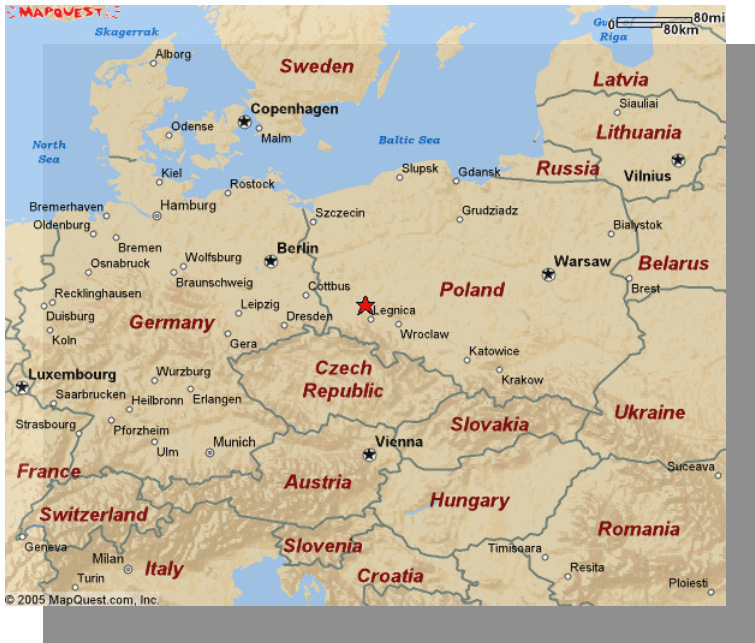 MAPQUEST
Skagerrak
Gulf of
Riga
0
80mi
80km
Alborg
Sweden
Latvia
Siauliai
Copenhagen
Lithuania
Odense
Malm
North
Sea
Baltic Sea
Vilnius
Kiel
Slupsk
Gdansk
Russia
Rostock
Bremerhaven
Hamburg
Szczecin
Grudziadz
Oldenburg
Bialystok
Bremen
Berlin
Osnabruck
Wolfsburg
Warsaw
Belarus
Braunschweig
Cottbus
Poland
Brest
Recklinghausen
Leipzig
Legnica
Duisburg
Germany
Dresden
Wroclaw
Koln
Gera
Katowice
Luxembourg
Wurzburg
Czech
Republic
Krakow
Saarbrucken
Erlangen
Heilbronn
Ukraine
Strasbourg
Pforzheim
Slovakia
Ulm
Munich
Vienna
France
Suceava
Austria
Hungary
Switzerland
Romania
Geneva
Slovenia
Timisoara
Milan
Italy
Resita
Turin
Croatia
Ploiesti
© 2005 MapQuest.com, Inc.